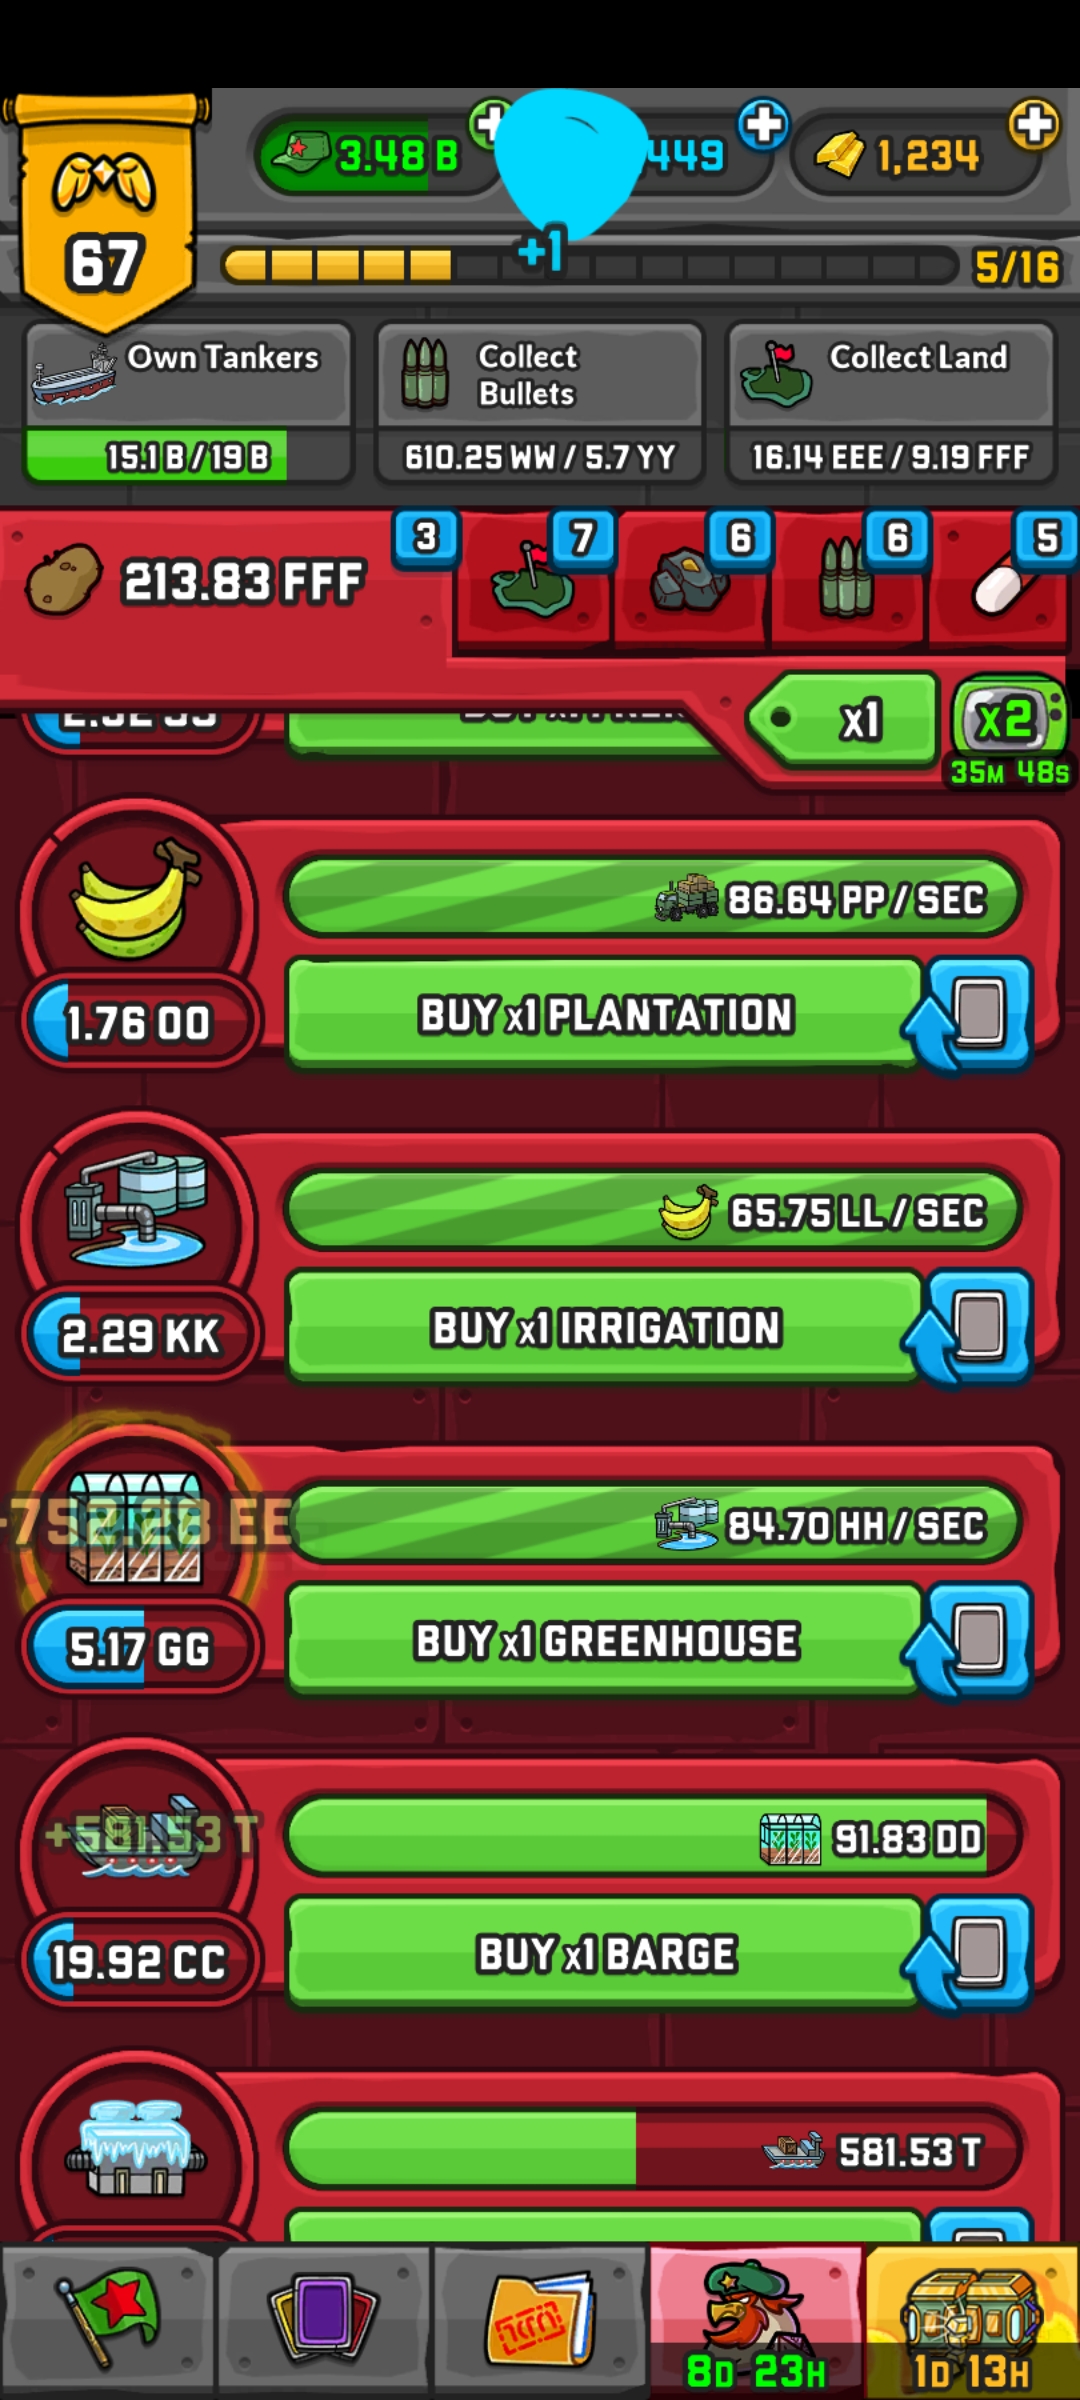 3.48 B
449
1,234
67
+1
5/16
Own Tankers
Collect
Bullets
Collect Land
15.1 B / 19 B
610.25 WW / 5.7 YY
16.14 EEE / 9.19 FFF
213.83 FFF
3
7
6
6
5
x1
x2
35M 48S
86.64 PP / SEC
1.76 OO
BUY x1 PLANTATION
65.75 LL / SEC
2.29 KK
BUY x1 IRRIGATION
84.70 HH / SEC
5.17 GG
BUY x1 GREENHOUSE
+581.53 T
91.83 DD
19.92 CC
BUY x1 BARGE
581.53 T
8D 23H
1D 13H